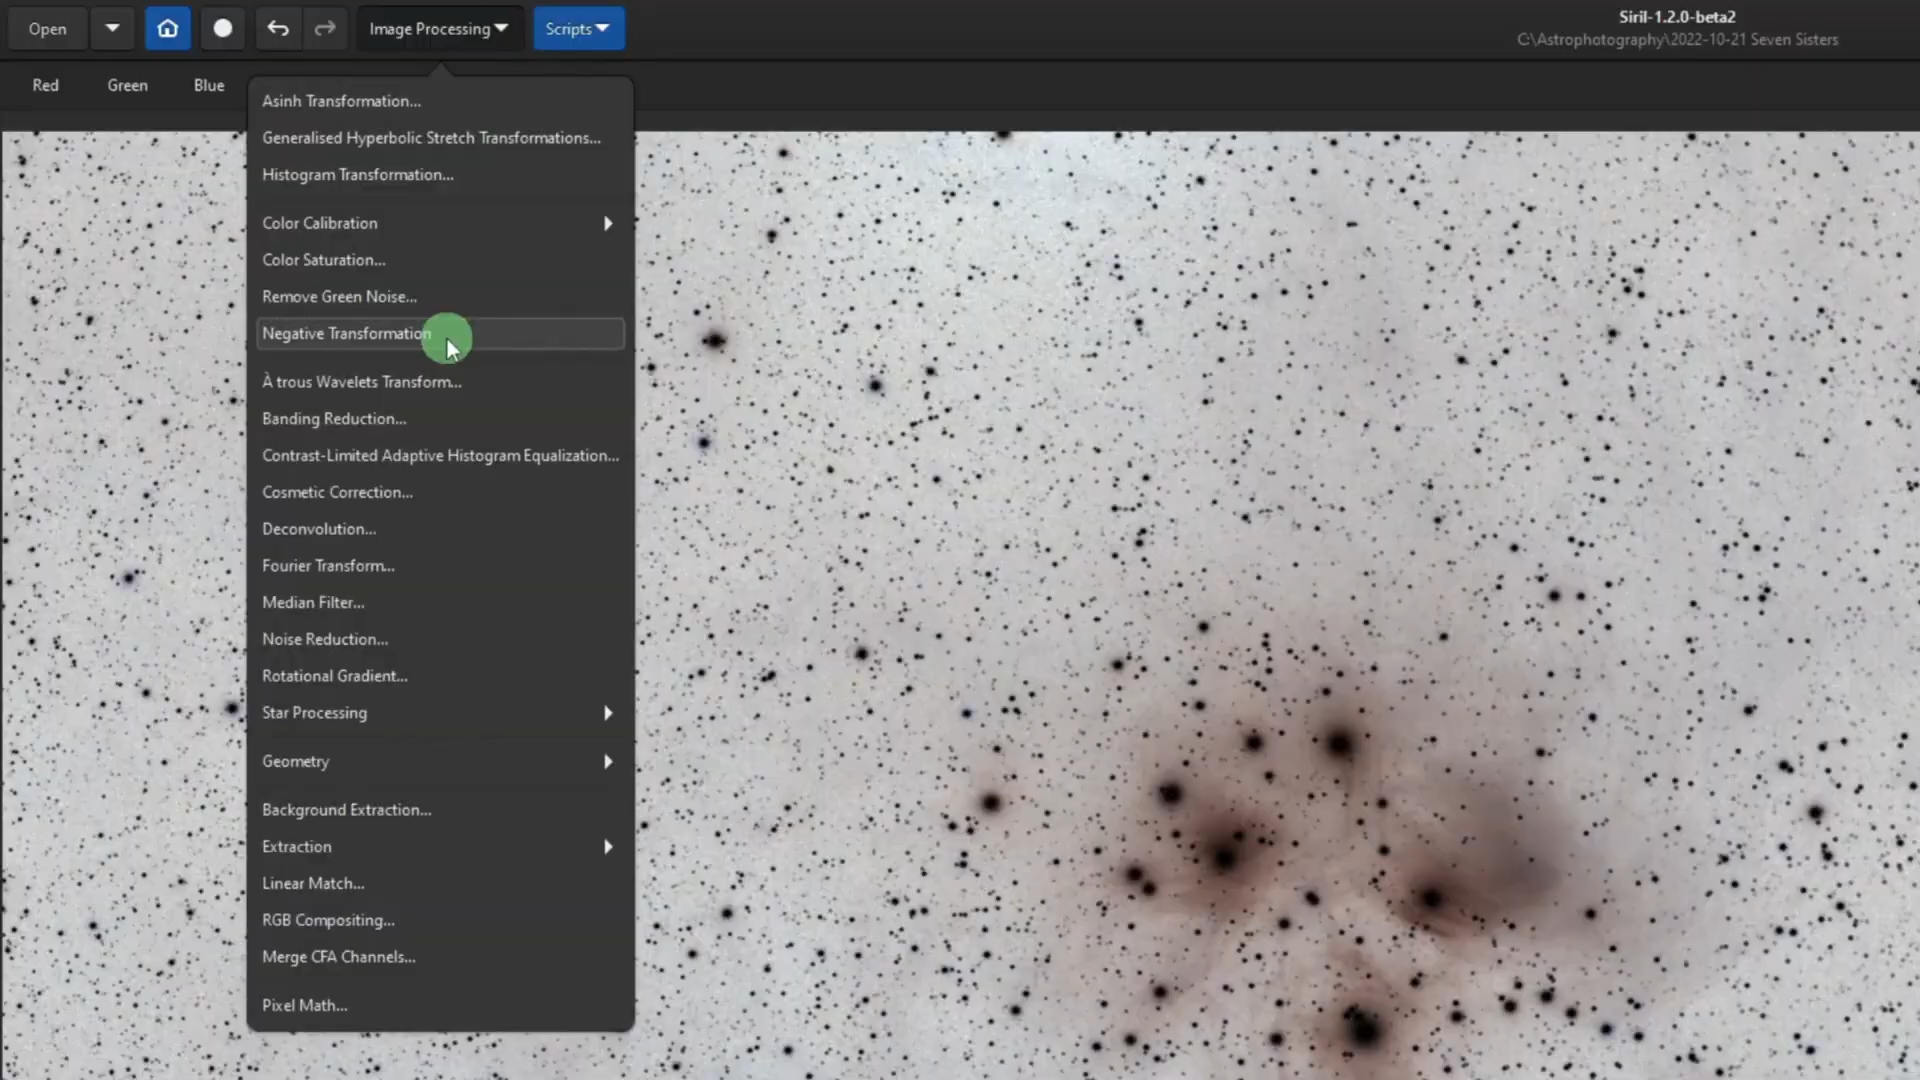 Open
Image Processing
Scripts
Siril-1.2.0-beta2
C:\Astrophotography\2022-10-21 Seven Sisters
Red
Green
Blue
Asinh Transformation...
Generalised Hyperbolic Stretch Transformations...
Histogram Transformation...
Color Calibration
Color Saturation...
Remove Green Noise...
Negative Transformation
À trous Wavelets Transform...
Banding Reduction...
Contrast-Limited Adaptive Histogram Equalization...
Cosmetic Correction...
Deconvolution...
Fourier Transform...
Median Filter...
Noise Reduction...
Rotational Gradient...
Star Processing
Geometry
Background Extraction...
Extraction
Linear Match...
RGB Compositing...
Merge CFA Channels...
Pixel Math...